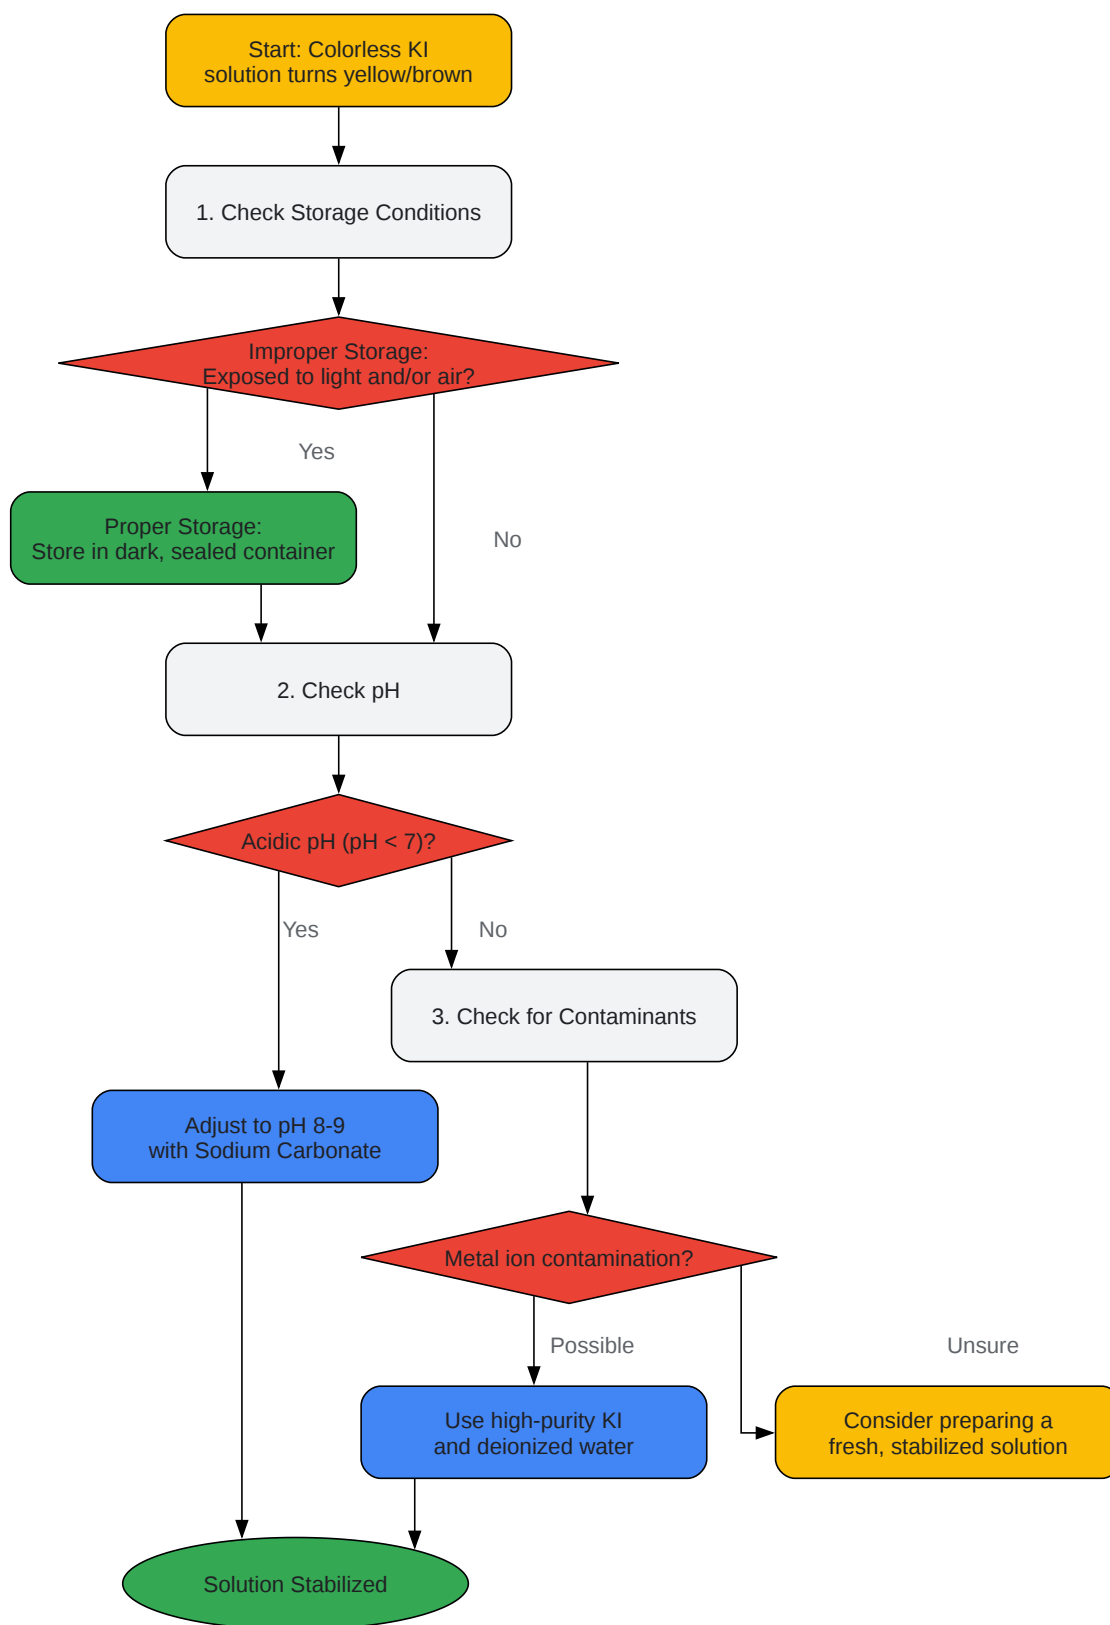 Start: Colorless KI
solution turns yellow/brown
1. Check Storage Conditions
Improper Storage:
Exposed to light and/or air?
Yes
Proper Storage:
Store in dark, sealed container
No
2. Check pH
Acidic pH (pH < 7)?
Yes
No
3. Check for Contaminants
Adjust to pH 8-9
with Sodium Carbonate
Metal ion contamination?
Possible
Unsure
Use high-purity KI
and deionized water
Consider preparing a
fresh, stabilized solution
Solution Stabilized